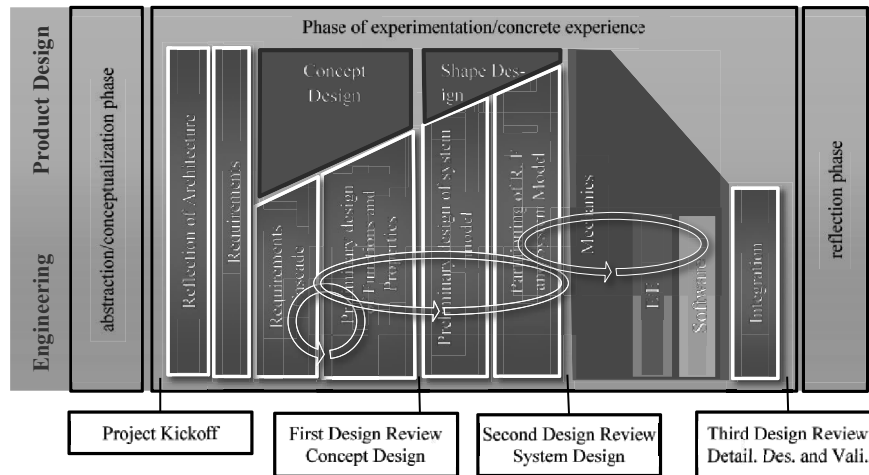 Product Design
Engineering
abstraction/conceptualization phase
Phase of experimentation/concrete experience
Reflection of Architecture
Requirements
Concept
Design
Shape Des-
ign
Requirements
Preliminary design
Functions and
Properties
Preliminary design of system
model
Partitioning of R, F
and System Model
Mechanics
E.E.
Software
Integration
reflection phase
Project Kickoff
First Design Review
Concept Design
Second Design Review
System Design
Third Design Review
Detail. Des. and Vali.